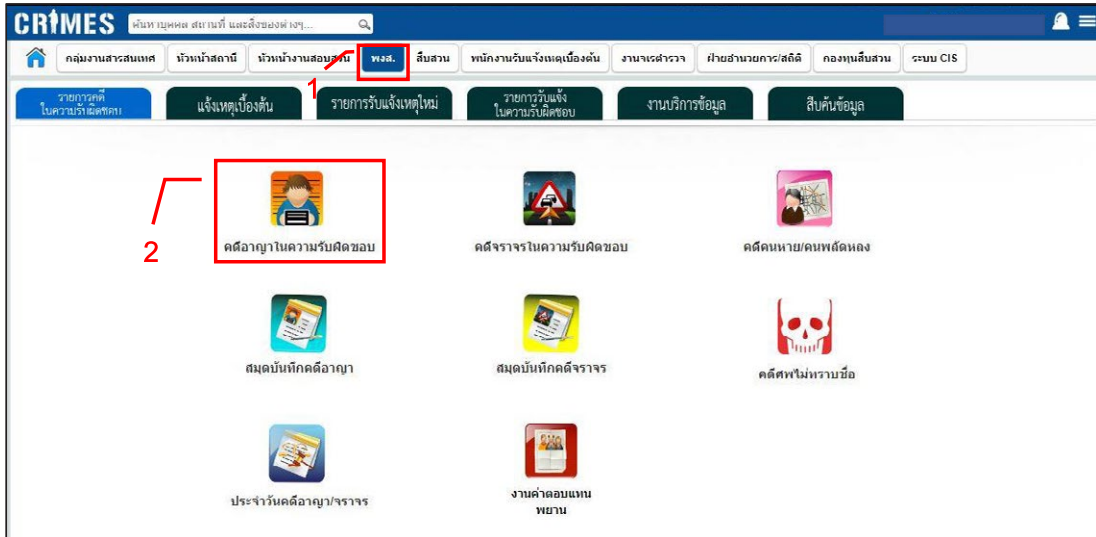 CRIMES
ค้นหาบุคคล สถานที่ และสิ่งของต่างๆ...
กลุ่มงานสารสนเทศ หัวหน้าสถานี หัวหน้างานสอบสวน พงส. สืบสวน พนักงานรับแจ้งเหตุเบื้องต้น งานจเรตำรวจ ฝ่ายอำนวยการ/สถิติ กองทุนสืบสวน ระบบ CIS
1
รายการคดี
ในความรับผิดชอบ
แจ้งเหตุเบื้องต้น
รายการรับแจ้งเหตุใหม่
รายการรับแจ้ง
ในความรับผิดชอบ
งานบริการข้อมูล
สืบค้นข้อมูล
2
คดีอาญาในความรับผิดชอบ
คดีจราจรในความรับผิดชอบ
คดีคนหาย/คนพลัดหลง
สมุดบันทึกคดีอาญา
สมุดบันทึกคดีจราจร
คดีศพไม่ทราบชื่อ
ประจำวันคดีอาญา/จราจร
งานค่าตอบแทน
พยาน